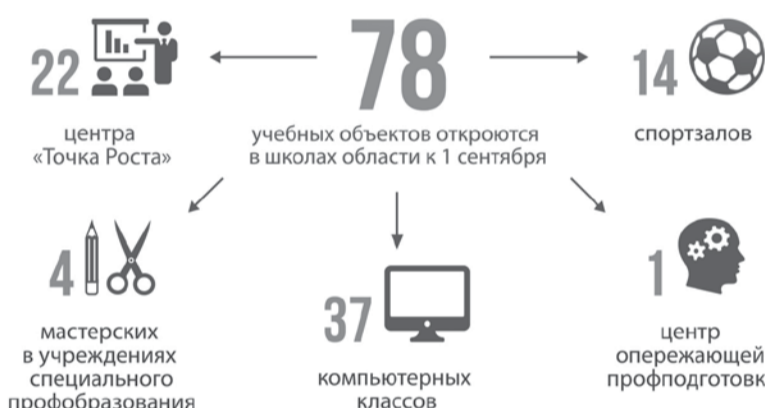 78
учебных объектов откроются
в школах области к 1 сентября
22
центра
«Точка Роста»
14
спортзалов
4
мастерских
в учреждениях
специального
профобразования
37
компьютерных
классов
1
центр
опережающей
профподготовк